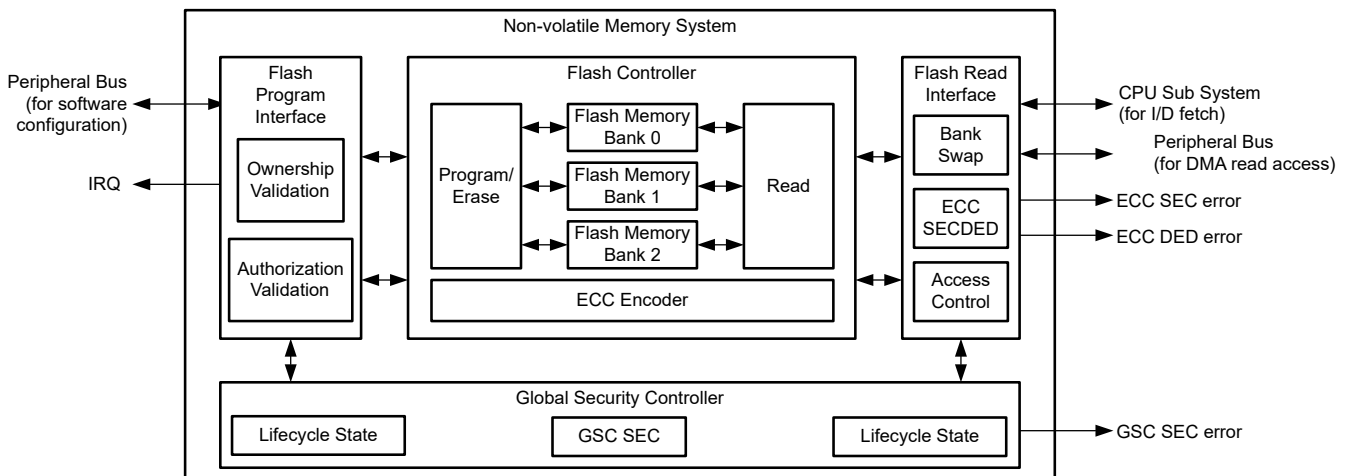 Non-volatile Memory System
Peripheral Bus
(for software
configuration)
IRQ
Flash
Program
Interface
Ownership
Validation
Authorization
Validation
Flash Controller
Program/
Erase
Flash Memory
Bank 0
Flash Memory
Bank 1
Flash Memory
Bank 2
Read
ECC Encoder
Flash Read
Interface
Bank
Swap
ECC
SECDED
Access
Control
CPU Sub System
(for I/D fetch)
Peripheral Bus
(for DMA read access)
ECC SEC error
ECC DED error
Global Security Controller
Lifecycle State
GSC SEC
Lifecycle State
GSC SEC error